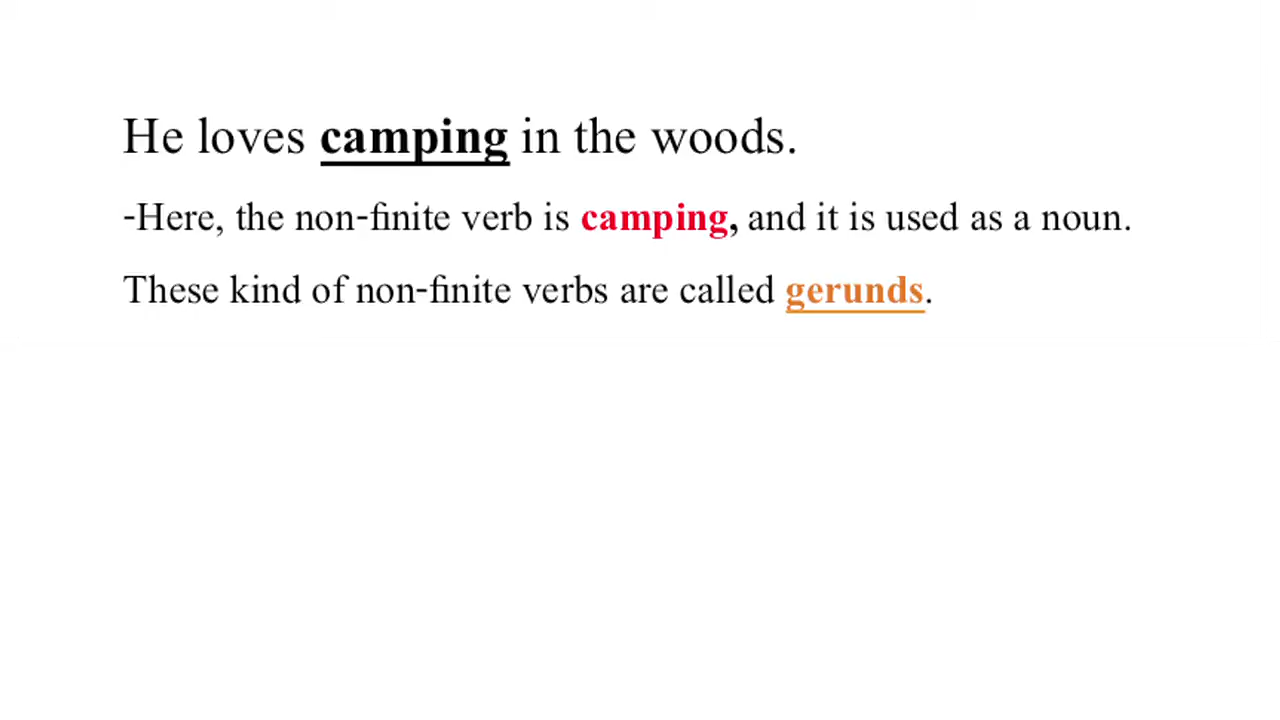 He loves camping in the woods.
-Here, the non-finite verb is camping, and it is used as a noun.
These kind of non-finite verbs are called gerunds.